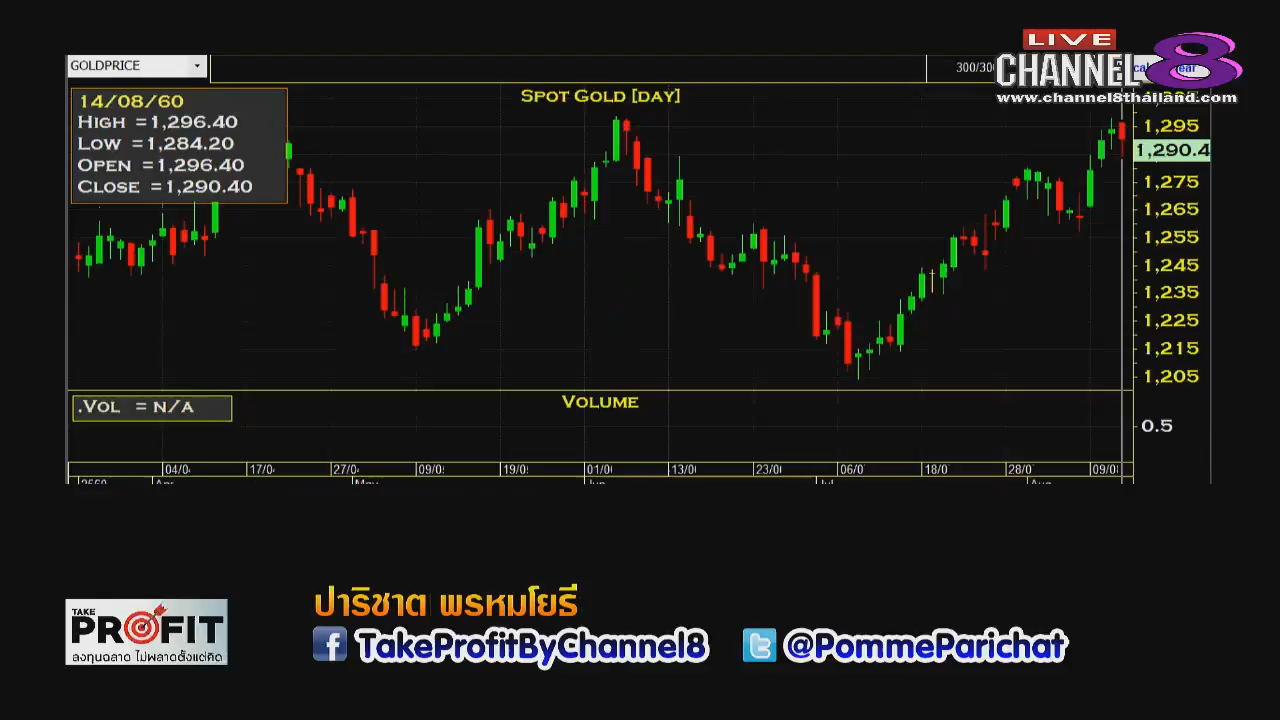 LIVE
CHANNEL 8
www.channel8thailand.com
GOLDPRICE
14/08/60
HIGH =1,296.40
LOW =1,284.20
OPEN =1,296.40
CLOSE =1,290.40
SPOT GOLD [DAY]
1,295
1,290.4
1,275
1,265
1,255
1,245
1,235
1,225
1,215
1,205
.VOL = N/A
VOLUME
0.5
04/0 17/0 27/0 09/0 19/0 01/0 13/0 23/0 06/0 18/0 28/0 09/0
2560 Apr May Jun Jul Aug
TAKE
PROFIT
ลงทุนฉลาด ไม่พลาดตั้งแต่คิด
ปาริชาต พรหมโยธี
f TakeProfitByChannel8 t @PommeParichat